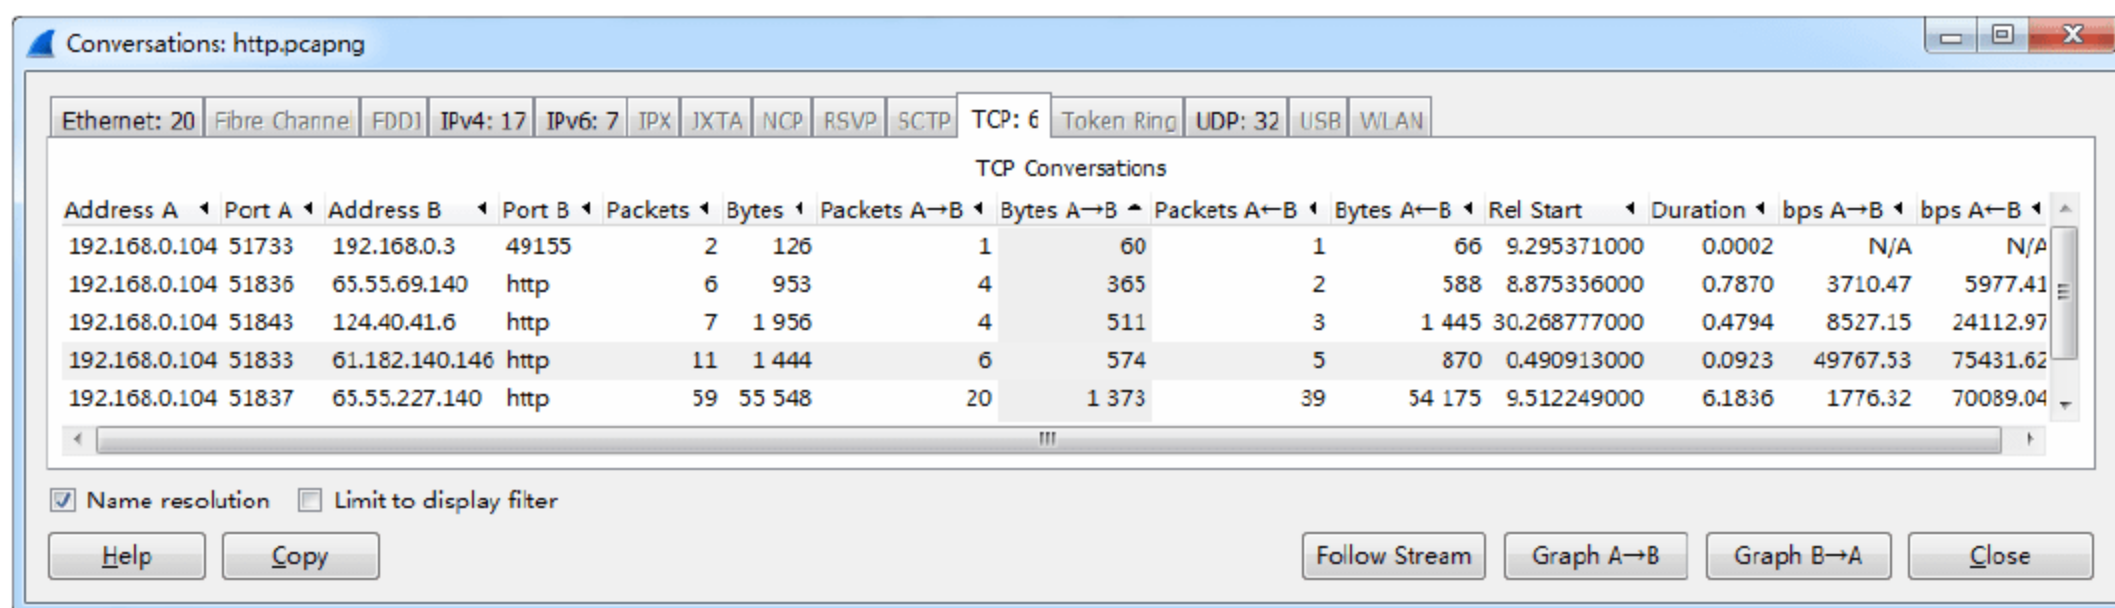 Conversations: http.pcapng
Ethernet: 20 Fibre Channel FDDI IPv4: 17 IPv6: 7 IPX JXTA NCP RSVP SCTP TCP: 6 Token Ring UDP: 32 USB WLAN
TCP Conversations
Address A Port A Address B Port B Packets Bytes Packets A→B Bytes A→B Packets A←B Bytes A←B Rel Start Duration bps A→B bps A←B
192.168.0.104 51733 192.168.0.3 49155 2 126 1 60 1 66 9.295371000 0.0002 N/A N/A
192.168.0.104 51836 65.55.69.140 http 6 953 4 365 2 588 8.875356000 0.7870 3710.47 5977.41
192.168.0.104 51843 124.40.41.6 http 7 1 956 4 511 3 1 445 30.268777000 0.4794 8527.15 24112.97
192.168.0.104 51833 61.182.140.146 http 11 1 444 6 574 5 870 0.490913000 0.0923 49767.53 75431.62
192.168.0.104 51837 65.55.227.140 http 59 55 548 20 1 373 39 54 175 9.512249000 6.1836 1776.32 70089.04
Name resolution Limit to display filter
Help Copy Follow Stream Graph A→B Graph B→A Close